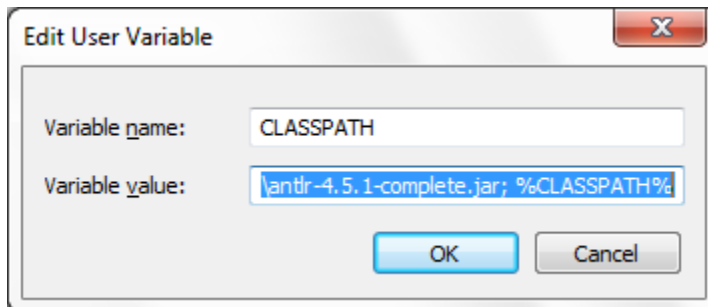 Edit User Variable
Variable name: CLASSPATH
Variable value: \antlr-4.5.1-complete.jar; %CLASSPATH%
OK Cancel